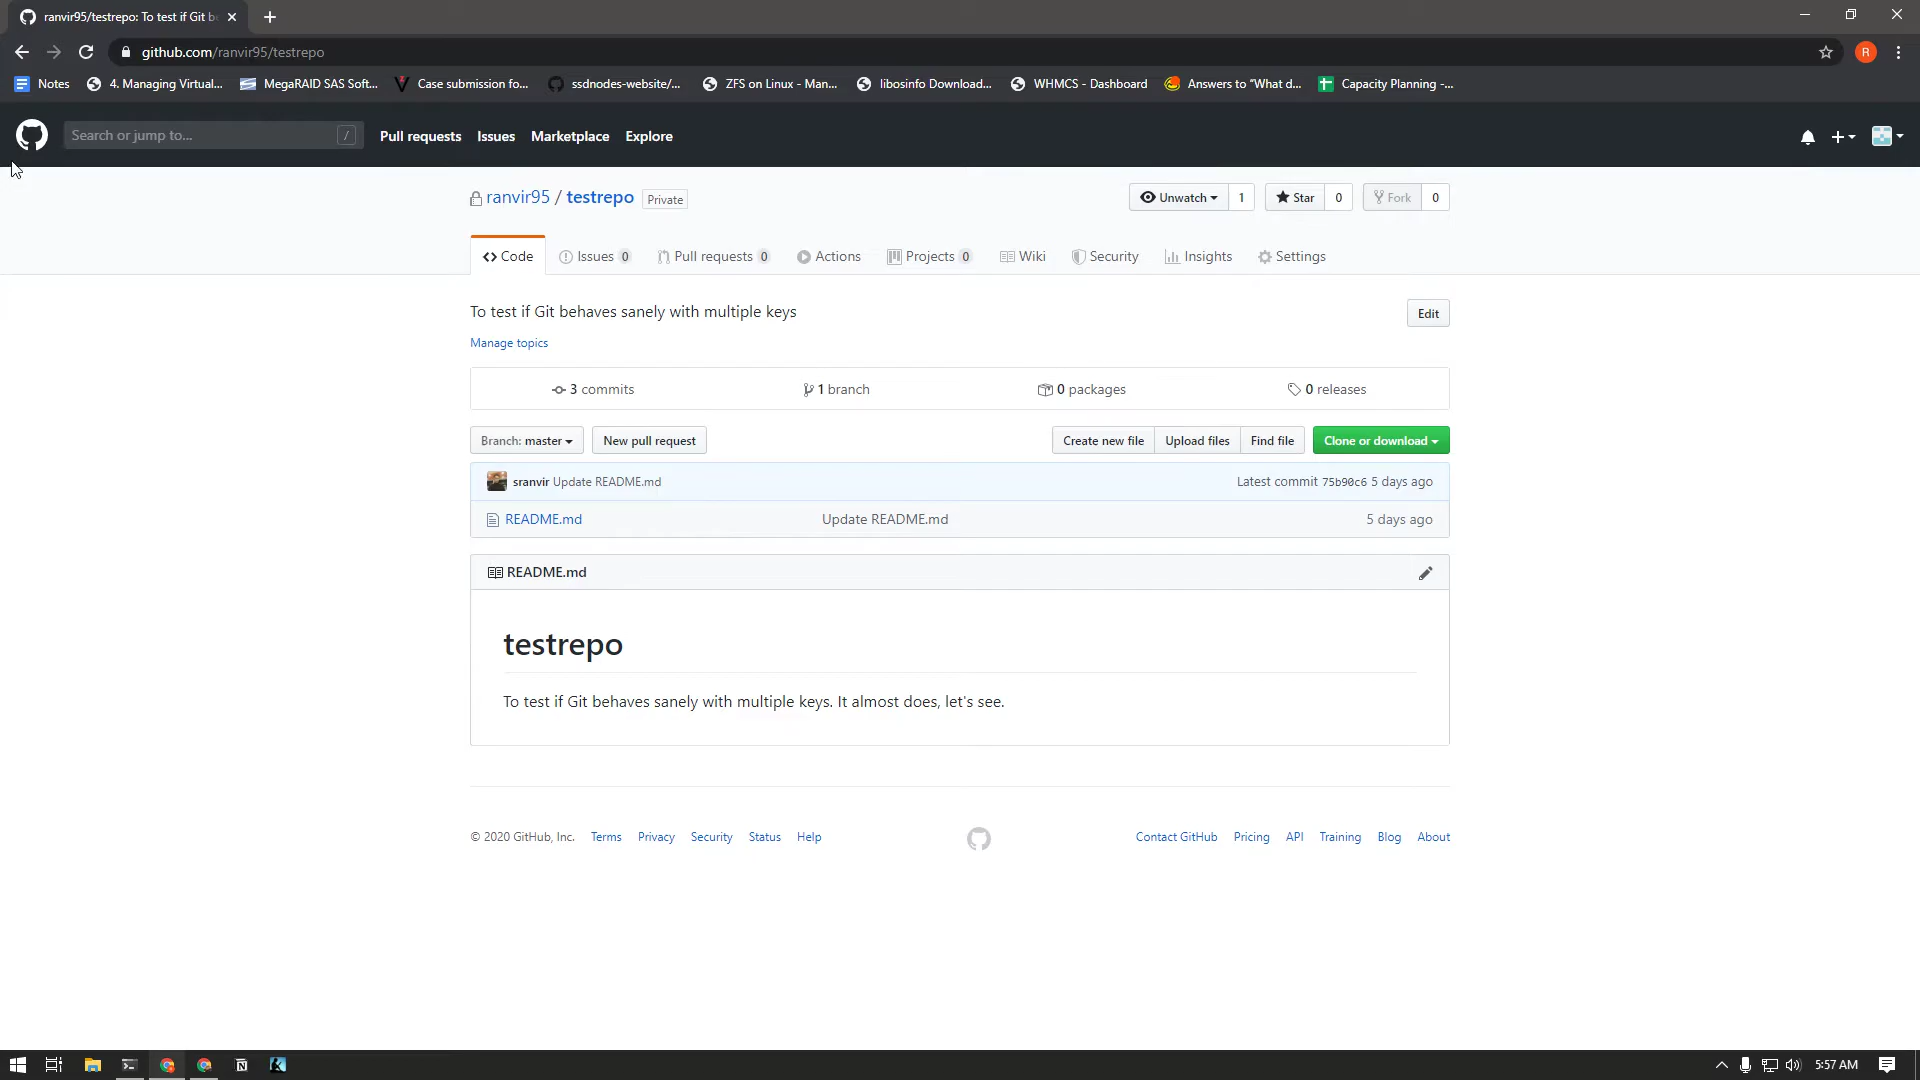 ranvir95/testrepo: To test if Git b
github.com/ranvir95/testrepo
R
Notes
4. Managing Virtual...
MegaRAID SAS Soft...
Case submission fo...
ssdnodes-website/...
ZFS on Linux - Man...
libosinfo Download...
WHMCS - Dashboard
Answers to “What d...
Capacity Planning -...
Search or jump to...
/
Pull requests
Issues
Marketplace
Explore
ranvir95 / testrepo
Private
Unwatch
1
Star
0
Fork
0
Code
Issues 0
Pull requests 0
Actions
Projects 0
Wiki
Security
Insights
Settings
To test if Git behaves sanely with multiple keys
Edit
Manage topics
3 commits
1 branch
0 packages
0 releases
Branch: master
New pull request
Create new file
Upload files
Find file
Clone or download
sranvir Update README.md
Latest commit 75b90c6 5 days ago
README.md
Update README.md
5 days ago
README.md
testrepo
To test if Git behaves sanely with multiple keys. It almost does, let's see.
© 2020 GitHub, Inc.
Terms
Privacy
Security
Status
Help
Contact GitHub
Pricing
API
Training
Blog
About
5:57 AM